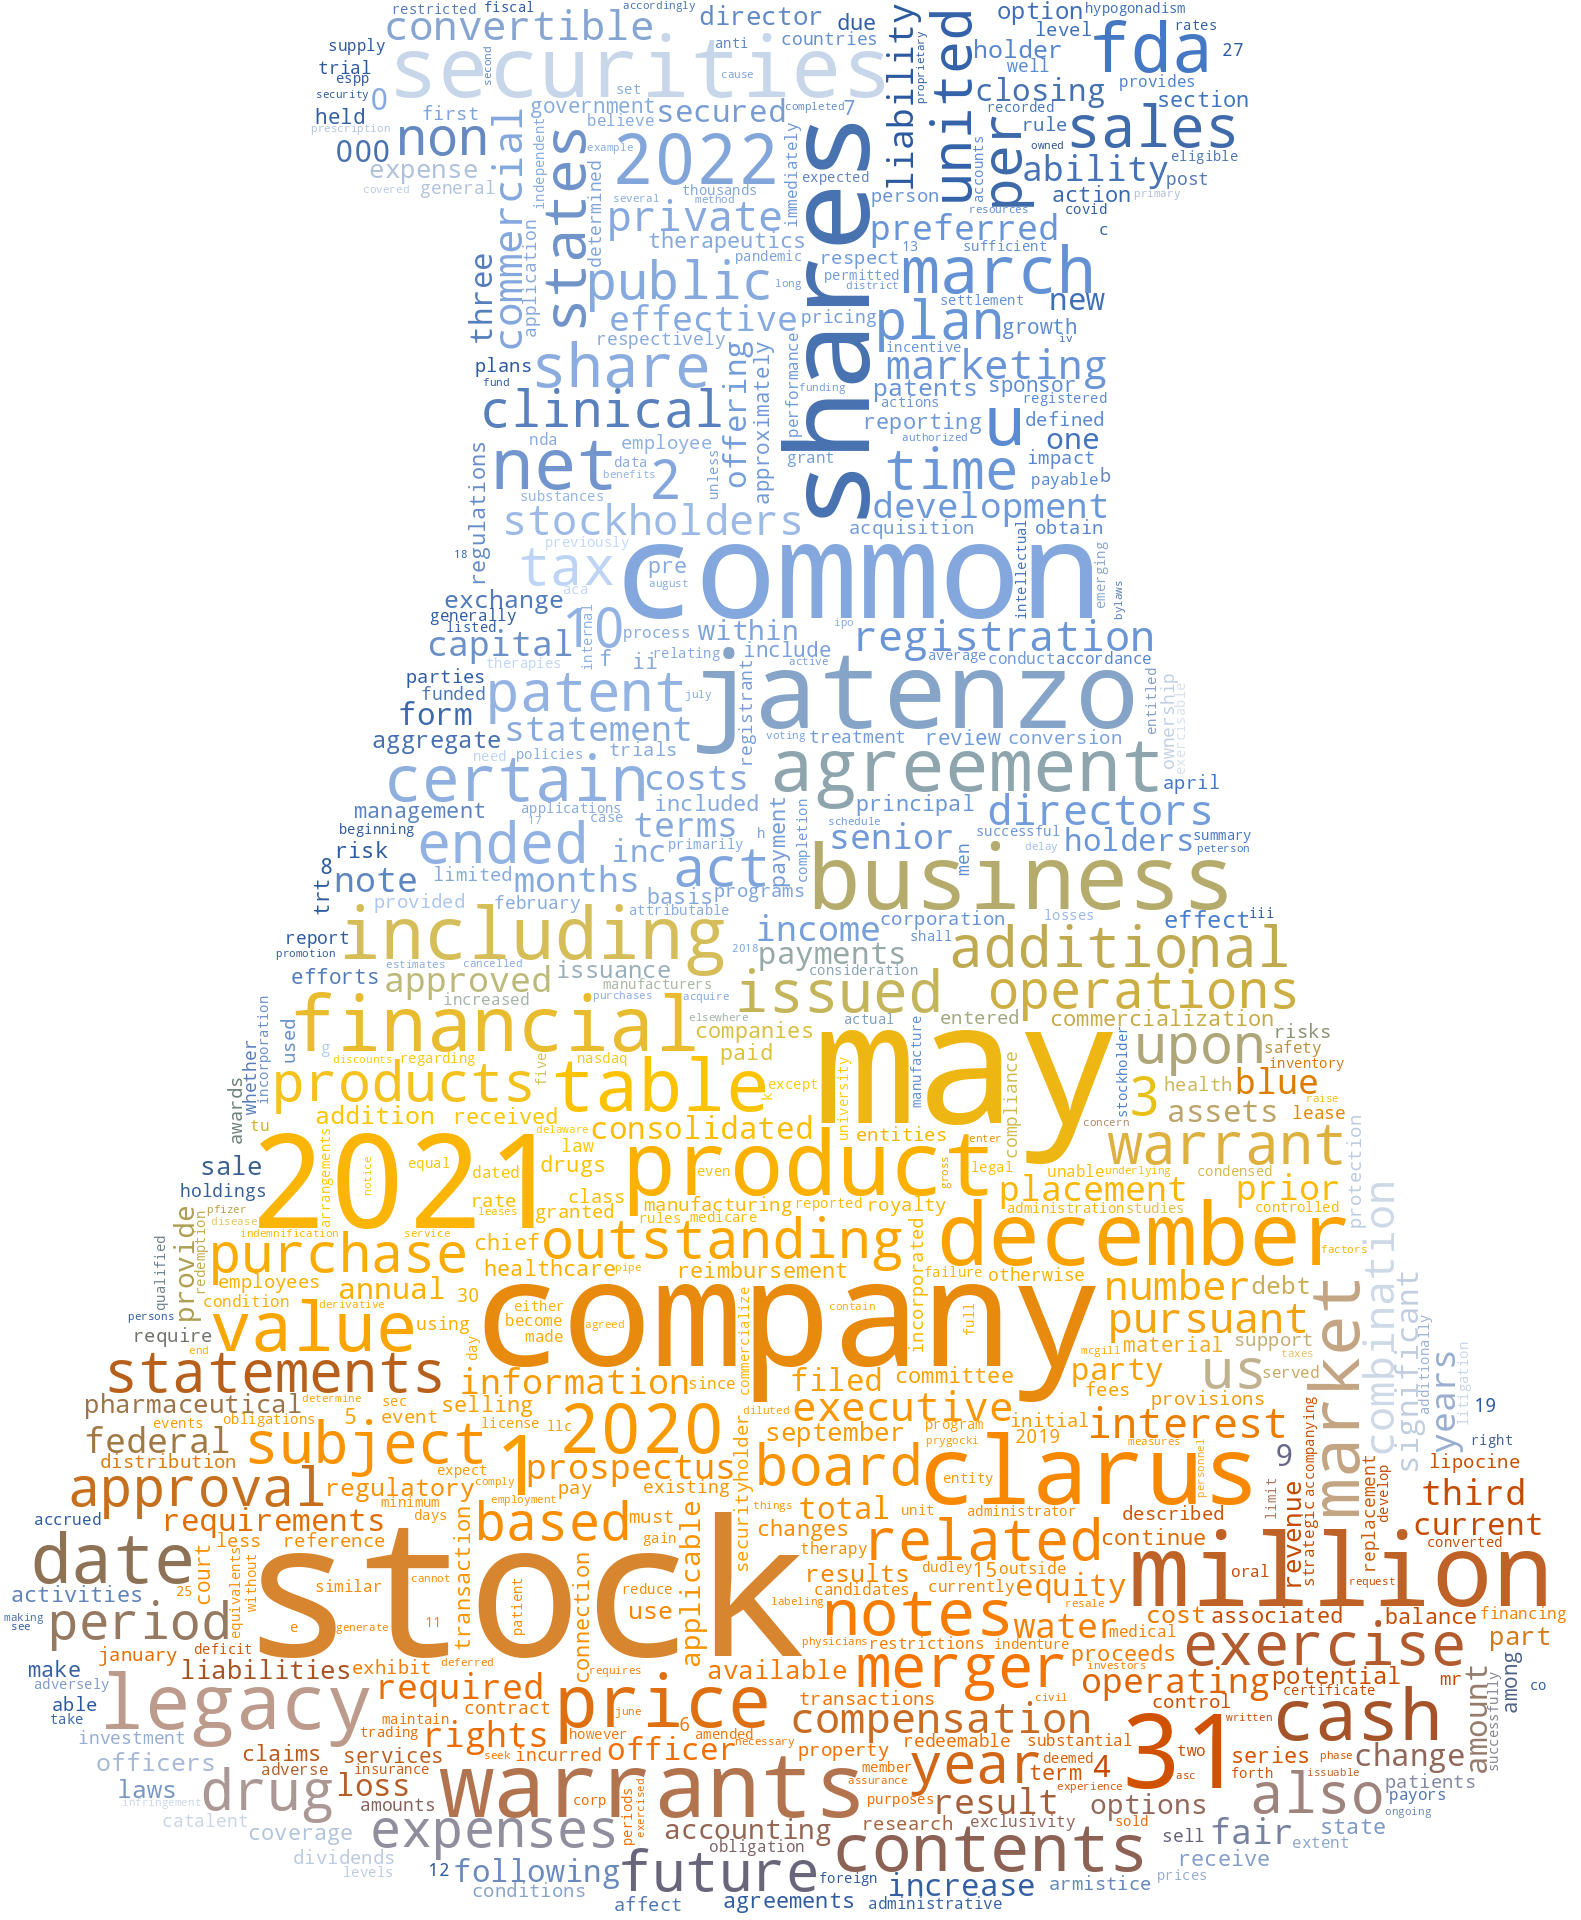 restricted fiscal accordingly director due option hypogonadism
convertible countries holder level fda rates 27
supply securities second anti cause liability proprietary united well provides
trial espp security 0 set closing section
held first government secured completed 7 recorded
prescription non believe shares per rule sales
000 commercial independent states example 2022 immediately owned ability eligible
expense expected accounts post
covered general determined several thousands method person action primary
private resources covid
application therapeutics preferred c
three public pandemic respect 13 sufficient
long permitted district march
effective pricing settlement new
respectively offering approximately performance plan growth
plans share incentive iv
fund funding marketing
clinical patents sponsor
actions registered
nda employee reporting u defined
regulations net data 2 unless grant authorized one
benefits time impact
substances payable b
stockholders development
previously acquisition intellectual obtain
18 tax common emerging
aca pre august bylaws
exchange
generally 10 internal
listed process within ipo registration
capital f ii relating include average conduct accordance
therapies active
parties registrant jatenzo entitled ownership exercisable
funded patent july
form statement
aggregate trials voting treatment review conversion
need policies agreement
certain costs april
management applications included payment completion principal directors
beginning 17 case terms schedule successful summary
risk ended inc h primarily senior delay holders peterson
trt 8 act men business
note limited months
provided february basis programs
attributable corporation losses effect iii
report including income shall
promotion 2018 additional
estimates cancelled payments
efforts approved issuance consideration
manufacturers issued operations
increased purchases acquire
financial elsewhere actual entered commercialization
whether incorporation used g companies may upon risks
discounts regarding five nasdaq paid manufacture stockholder compliance safety
products table k except university inventory
3 health blue raise
awards addition received assets lease
tu consolidated entities concern
2021 delaware law enter warrant protection
sale arrangements notice equal dated drugs product gross legal unable underlying condensed
holdings even
pfizer rate leases class manufacturing reported royalty placement prior
disease granted rules medicare administration studies controlled
provide redemption indemnification service incorporated december combination
purchase chief outstanding factors
qualified healthcare pipe reimbursement failure otherwise
employees annual number debt significant
condition derivative 30 either company contain market
persons become commercialize full pursuant
value using agreed additionally
require day made mcgill material support
end us taxes years litigation
statements information since filed committee party served
pharmaceutical determine sec selling fees provisions
events obligations 5 event license llc diluted executive initial interest 19
federal 2020 september program 2019 measures
subject 1 prygocki right
distribution expect prospectus board clarus personnel 9 accompanying
approval comply entity lipocine
regulatory pay existing limit replacement develop
minimum employment things total unit third
accrued requirements days based must securityholder administrator described revenue strategic
less reference gain changes related continue current
date court equivalents transaction applicable therapy converted
activities 25 without similar cannot stock reduce results dudley 15 outside oral million request
making candidates currently equity
see patient connection use labeling resale cost associated balance financing
period e generate 11 notes water medical
january deficit physicians restrictions indenture proceeds exercise part
make liabilities exhibit deferred requires available merger investors
adversely operating potential mr among
able required transactions civil certificate co
legacy contract price control amount successfully
take maintain june compensation written
investment rights trading however 6 amended redeemable substantial 31 cash
officers claims services seek incurred officer necessary property deemed two series phase change
adverse insurance member year term 4 forth issuable
laws drug loss warrants assurance experience asc patients
infringement amounts corp periods exercised purposes result options also payors
catalent expenses research exclusivity sold ongoing
coverage accounting contents sell fair state
obligation extent
dividends receive
levels 12 following future foreign increase prices
conditions armistice
affect agreements administrative